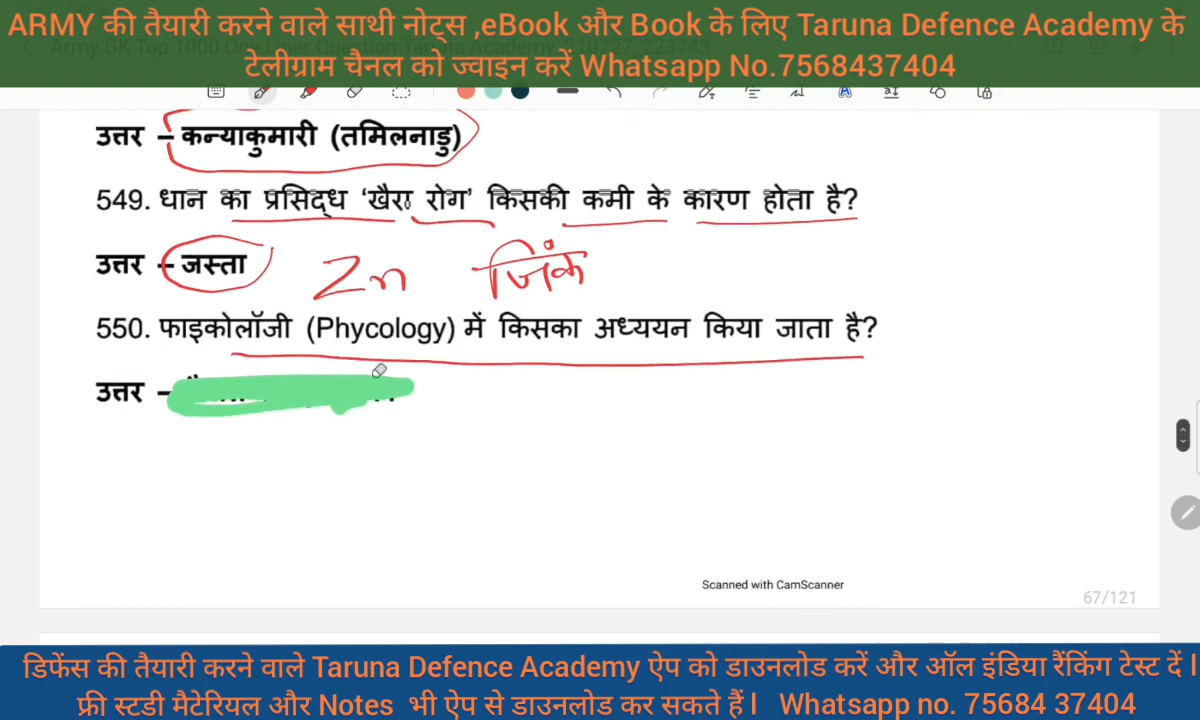 ARMY की तैयारी करने वाले साथी नोट्स ,eBook और Book के लिए Taruna Defence Academy के
टेलीग्राम चैनल को ज्वाइन करें Whatsapp No.7568437404
उत्तर – कन्याकुमारी (तमिलनाडु)
549. धान का प्रसिद्ध ‘खैरा रोग’ किसकी कमी के कारण होता है?
उत्तर – जस्ता Zn जिंक
550. फाइकोलॉजी (Phycology) में किसका अध्ययन किया जाता है?
उत्तर –
Scanned with CamScanner
67/121
डिफेंस की तैयारी करने वाले Taruna Defence Academy ऐप को डाउनलोड करें और ऑल इंडिया रैंकिंग टेस्ट दें l
फ्री स्टडी मैटेरियल और Notes भी ऐप से डाउनलोड कर सकते हैं l Whatsapp no. 75684 37404